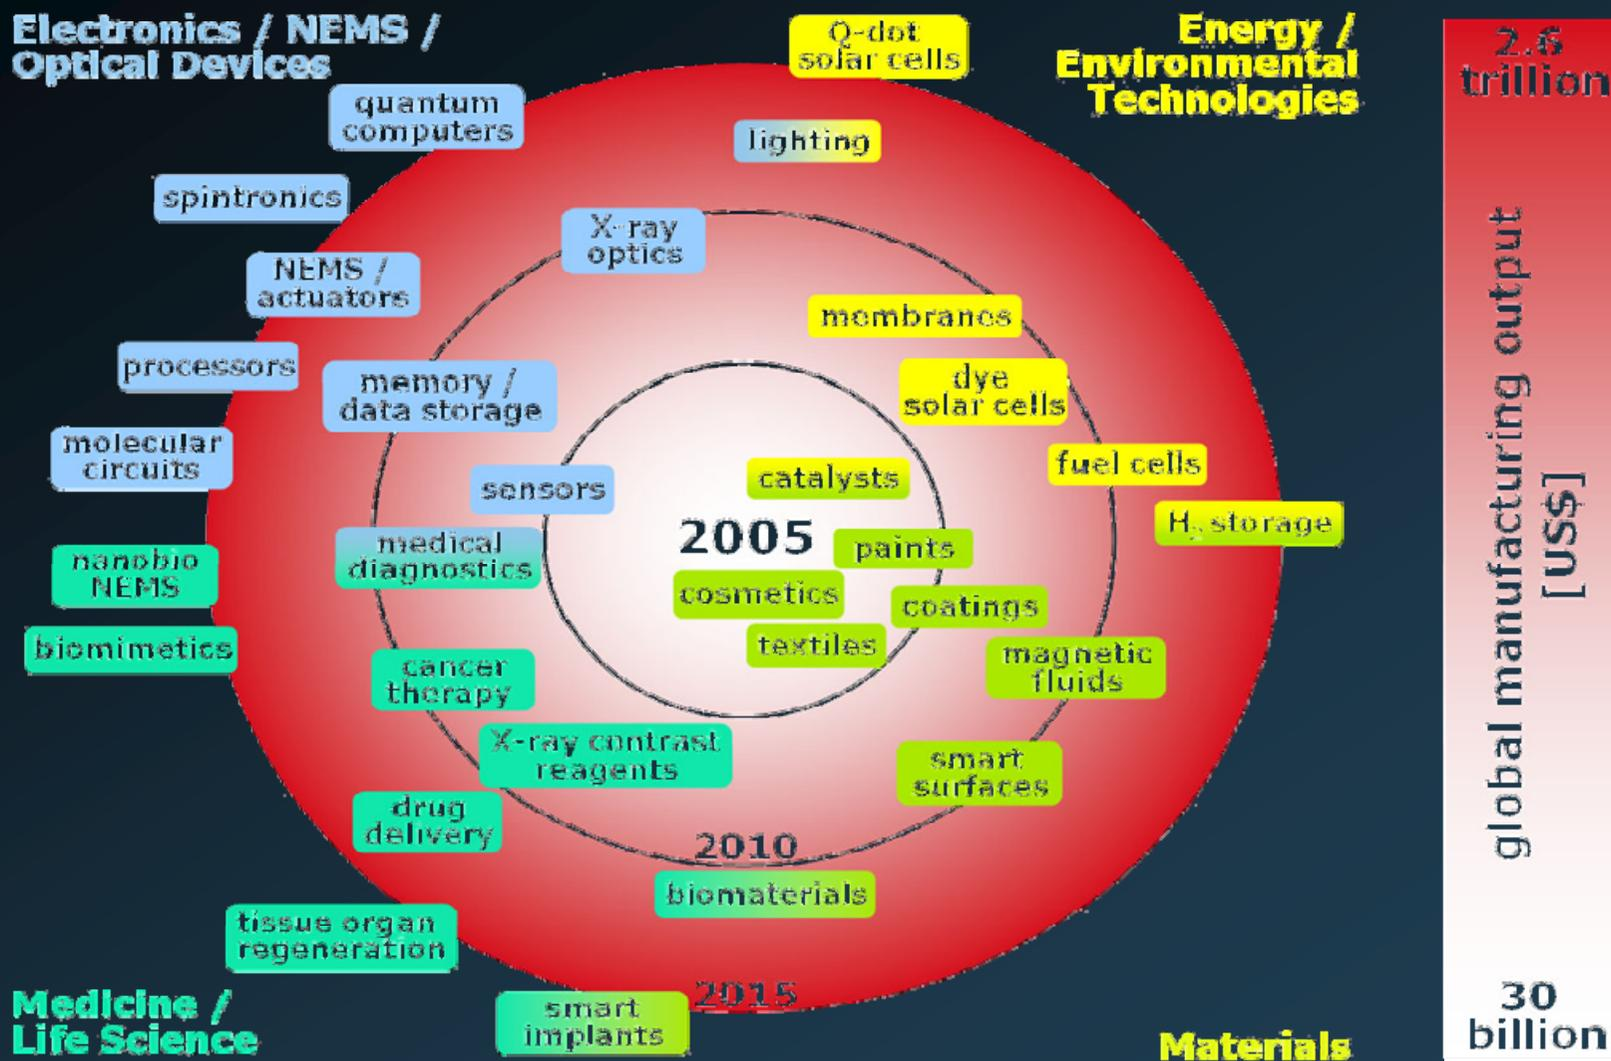 Electronics / NEMS /
Optical Devices
Energy /
Environmental
Technologies
Q-dot
solar cells
quantum
computers
lighting
spintronics
X-ray
optics
NEMS /
actuators
membranes
processors
memory /
data storage
dye
solar cells
molecular
circuits
sensors
catalysts
fuel cells
H₂ storage
2005
medical
diagnostics
paints
nanobio
NEMS
cosmetics
coatings
biomimetics
textiles
cancer
therapy
magnetic
fluids
X-ray contrast
reagents
smart
surfaces
drug
delivery
2010
biomaterials
tissue organ
regeneration
2015
smart
implants
Medicine /
Life Science
Materials
2.6
trillion
global manufacturing output
[US$]
30
billion